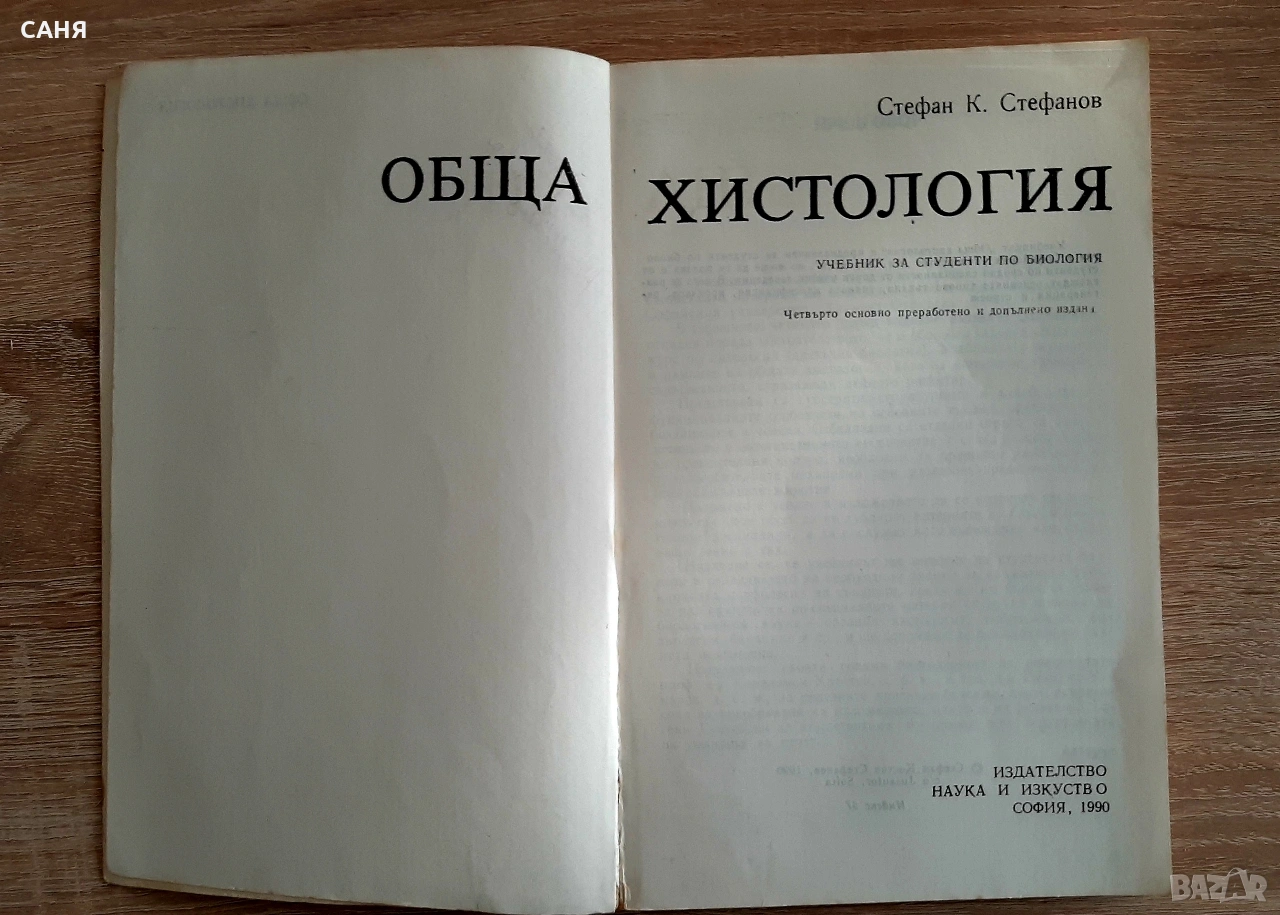 САНЯ
Стефан К. Стефанов
ОБЩА ХИСТОЛОГИЯ
УЧЕБНИК ЗА СТУДЕНТИ ПО БИОЛОГИЯ
Четвърто основно преработено и допълнено
ИЗДАТЕЛСТВО
НАУКА И ИЗКУСТВО
СОФИЯ, 1990
BAZAR